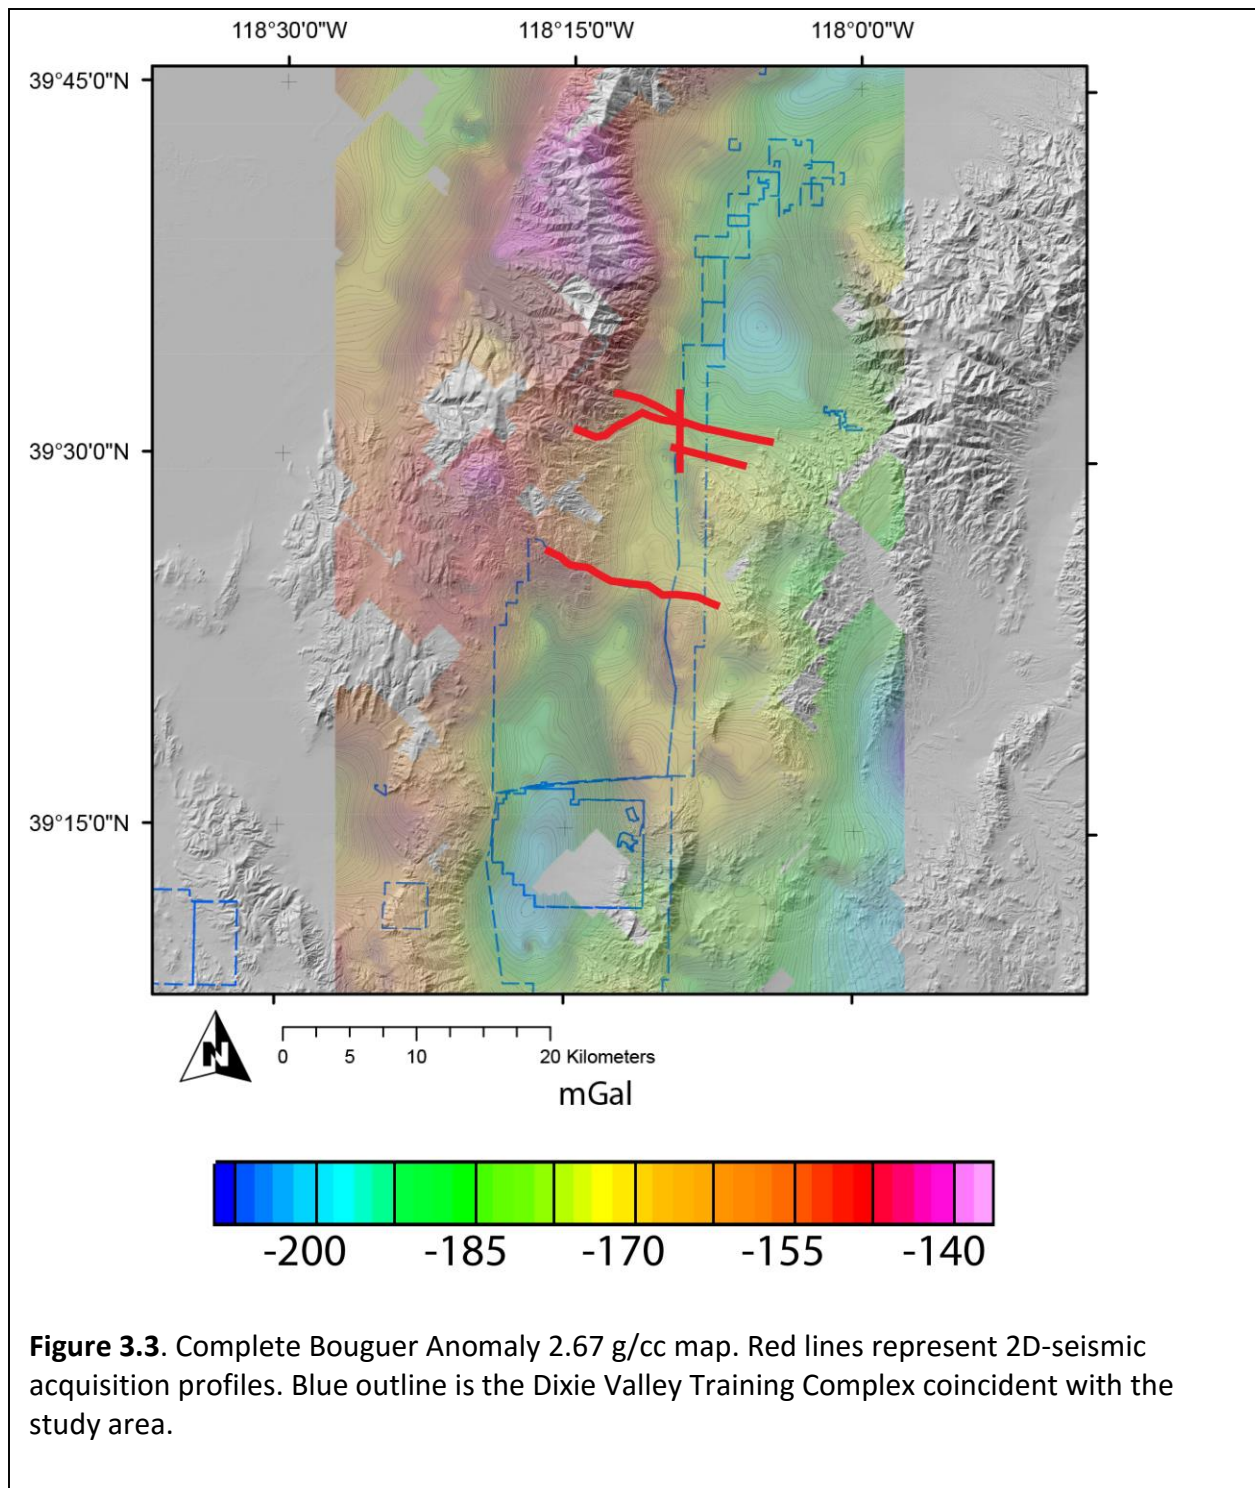 118°30'0"W 118°15'0"W 118°0'0"W
39°45'0"N
39°30'0"N
39°15'0"N
N
0 5 10 20 Kilometers
mGal
-200 -185 -170 -155 -140
Figure 3.3. Complete Bouguer Anomaly 2.67 g/cc map. Red lines represent 2D-seismic
acquisition profiles. Blue outline is the Dixie Valley Training Complex coincident with the
study area.